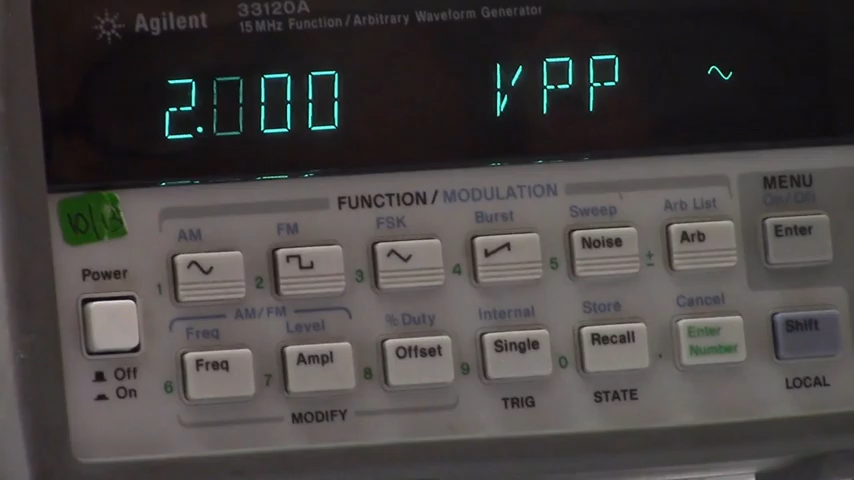 Agilent
33120A
15 MHz Function / Arbitrary Waveform Generator
2.000 VPP ~
FUNCTION / MODULATION
MENU
On/Off
AM FM FSK Burst Sweep Arb List
Noise Arb Enter
1 2 3 4 5 ±
Power
AM/FM
Freq Level % Duty Internal Store Cancel
Freq Ampl Offset Single Recall Enter Number Shift
6 7 8 9 0 .
Off
On
MODIFY TRIG STATE LOCAL